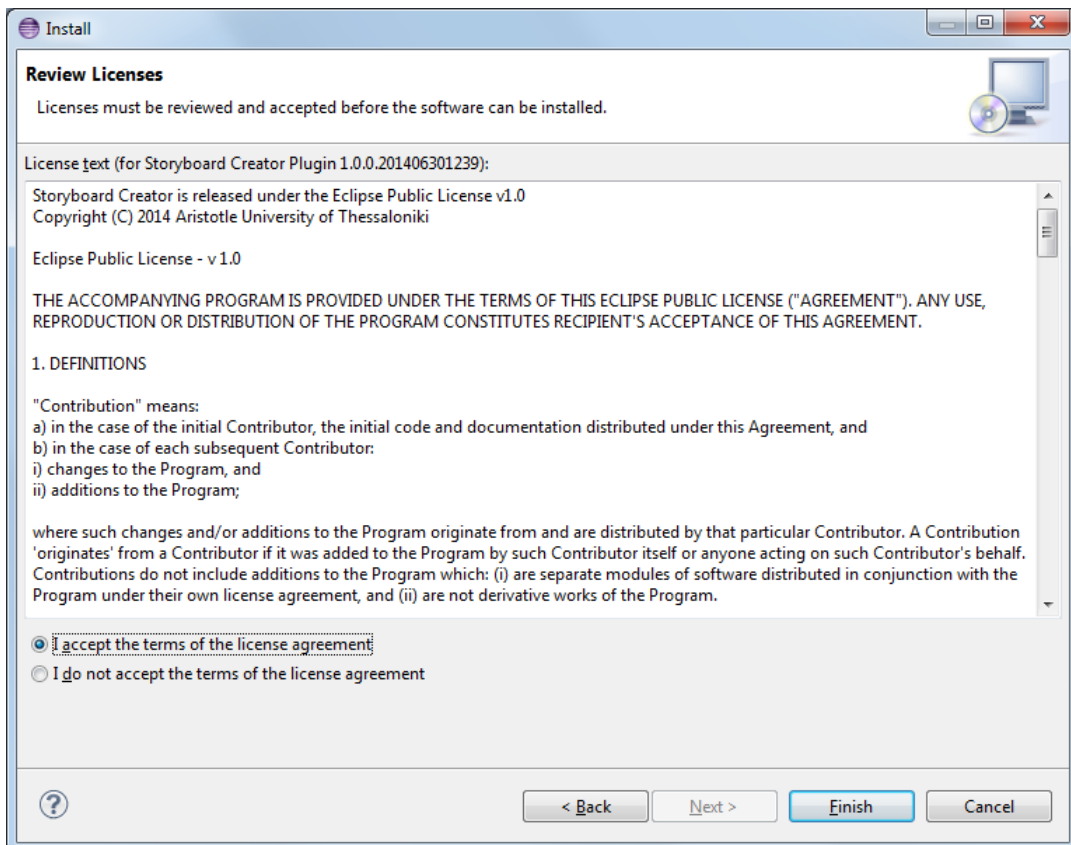 Install
Review Licenses
Licenses must be reviewed and accepted before the software can be installed.
License text (for Storyboard Creator Plugin 1.0.0.201406301239):
Storyboard Creator is released under the Eclipse Public License v1.0
Copyright (C) 2014 Aristotle University of Thessaloniki
Eclipse Public License - v 1.0
THE ACCOMPANYING PROGRAM IS PROVIDED UNDER THE TERMS OF THIS ECLIPSE PUBLIC LICENSE ("AGREEMENT"). ANY USE,
REPRODUCTION OR DISTRIBUTION OF THE PROGRAM CONSTITUTES RECIPIENT'S ACCEPTANCE OF THIS AGREEMENT.
1. DEFINITIONS
"Contribution" means:
a) in the case of the initial Contributor, the initial code and documentation distributed under this Agreement, and
b) in the case of each subsequent Contributor:
i) changes to the Program, and
ii) additions to the Program;
where such changes and/or additions to the Program originate from and are distributed by that particular Contributor. A Contribution
'originates' from a Contributor if it was added to the Program by such Contributor itself or anyone acting on such Contributor's behalf.
Contributions do not include additions to the Program which: (i) are separate modules of software distributed in conjunction with the
Program under their own license agreement, and (ii) are not derivative works of the Program.
I accept the terms of the license agreement
I do not accept the terms of the license agreement
?
< Back
Next >
Finish
Cancel